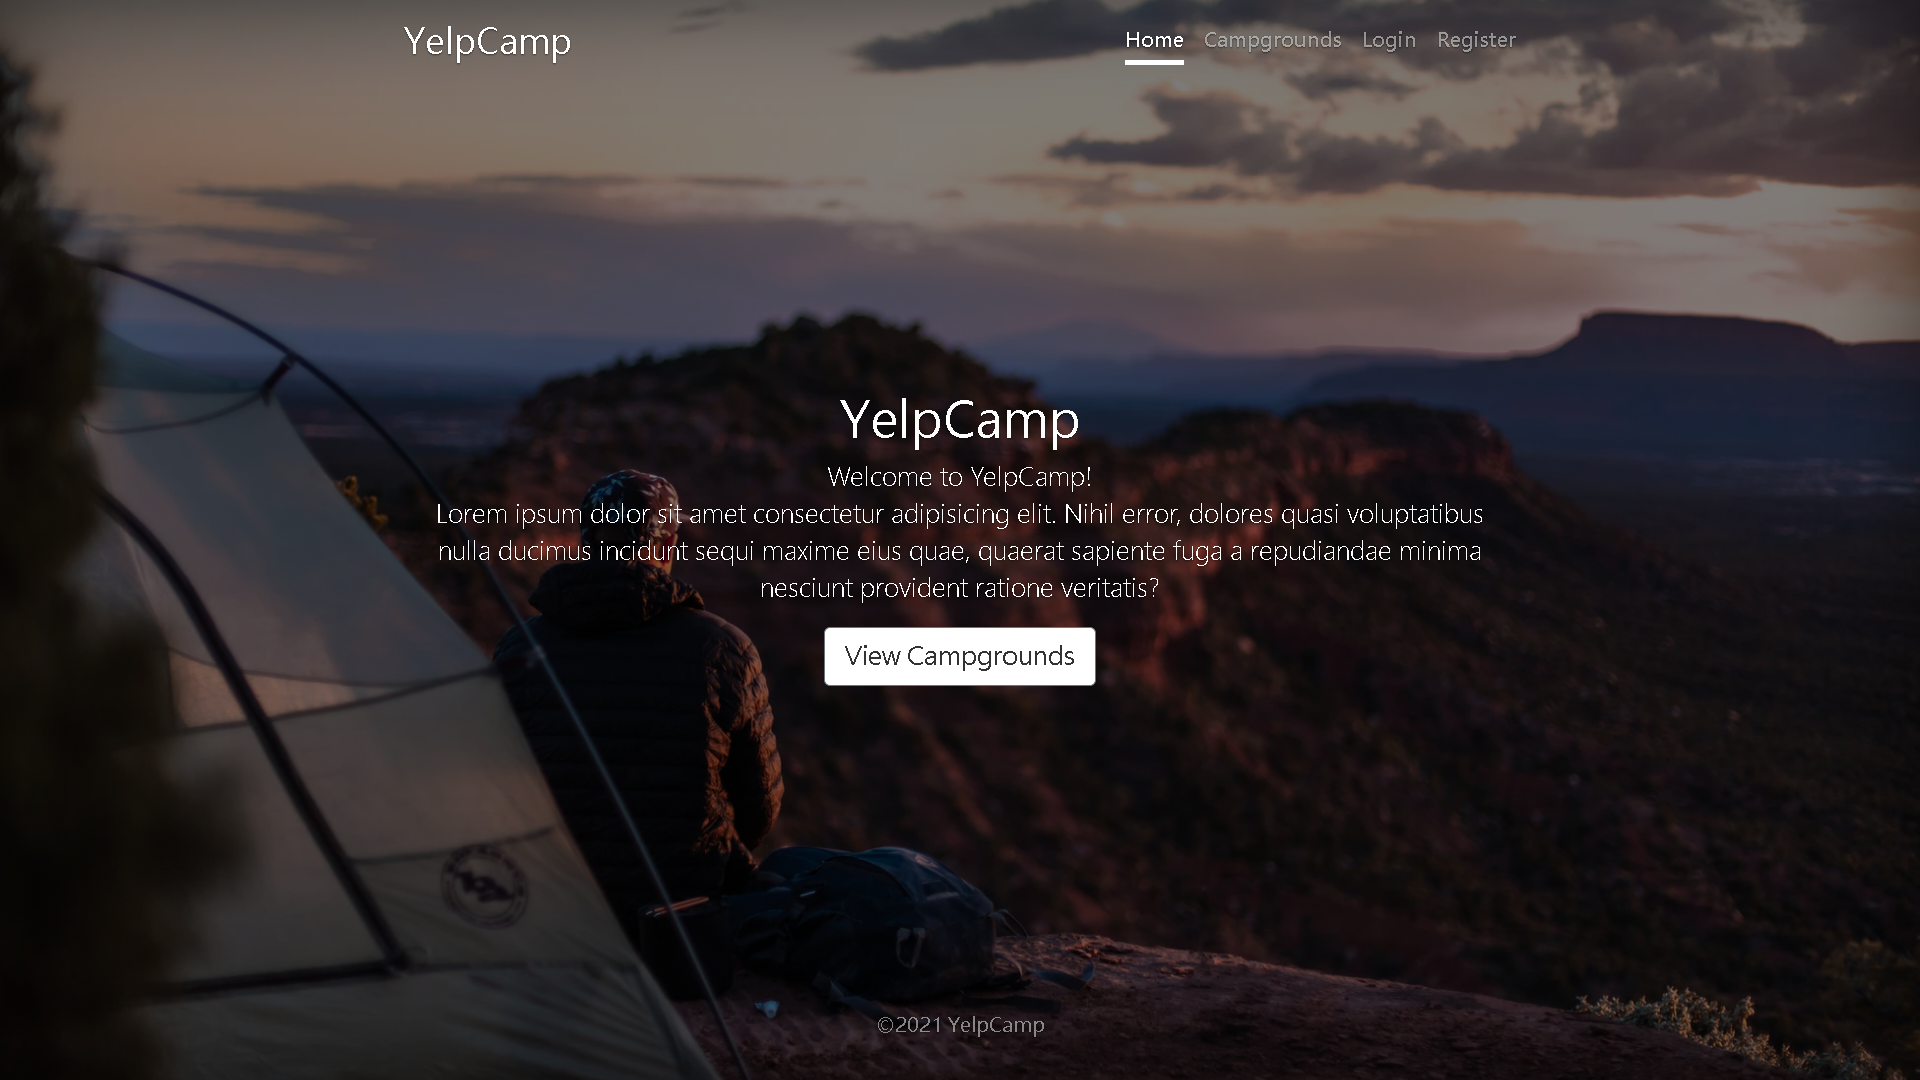 YelpCamp
Home Campgrounds Login Register
YelpCamp
Welcome to YelpCamp!
Lorem ipsum dolor sit amet consectetur adipisicing elit. Nihil error, dolores quasi voluptatibus
nulla ducimus incidunt sequi maxime eius quae, quaerat sapiente fuga a repudiandae minima
nesciunt provident ratione veritatis?
View Campgrounds
©2021 YelpCamp